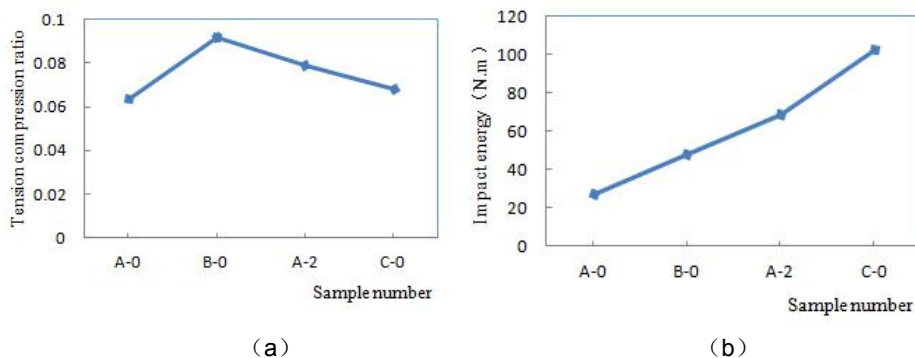 0.1
0.08
0.06
0.04
0.02
0
Tension compression ratio
A-0 B-0 A-2 C-0
Sample number
（a）
120
100
80
60
40
20
0
Impact energy（N.m）
A-0 B-0 A-2 C-0
Sample number
（b）